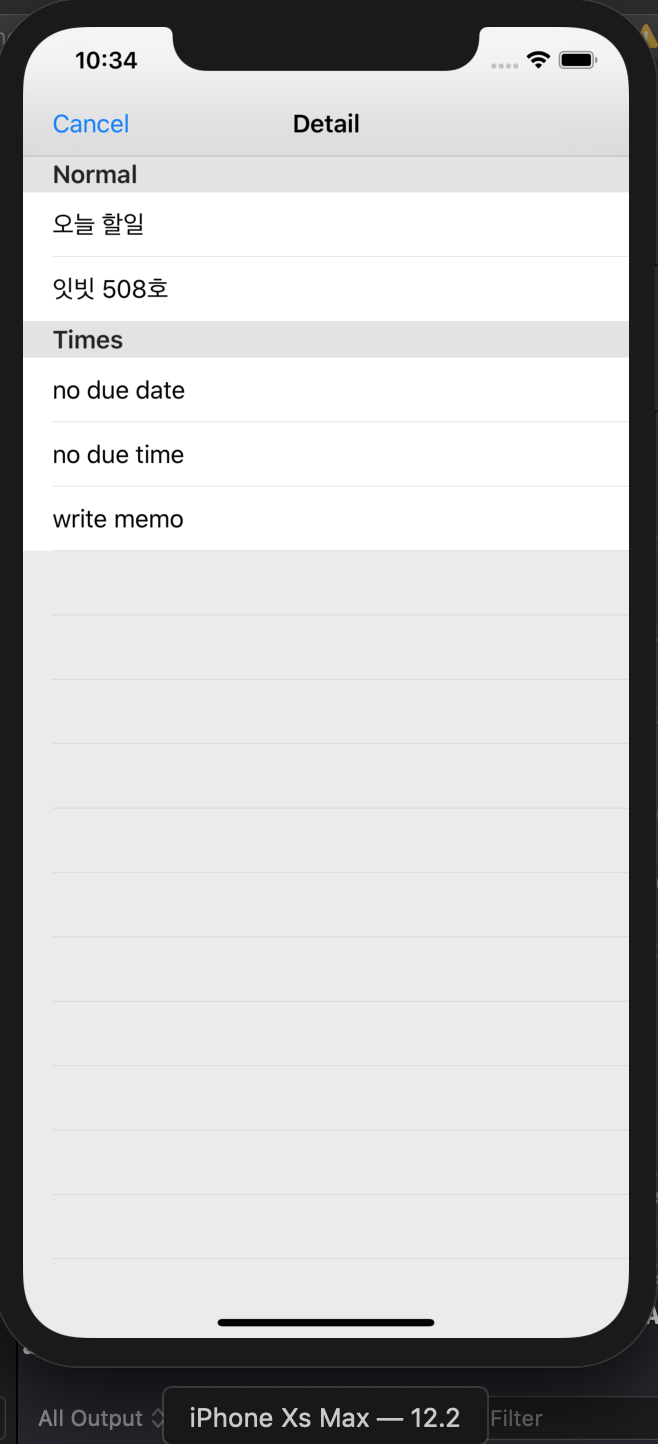 10:34
Cancel
Detail
Normal
오늘 할일
잇빗 508호
Times
no due date
no due time
write memo
All Output
iPhone Xs Max — 12.2
Filter